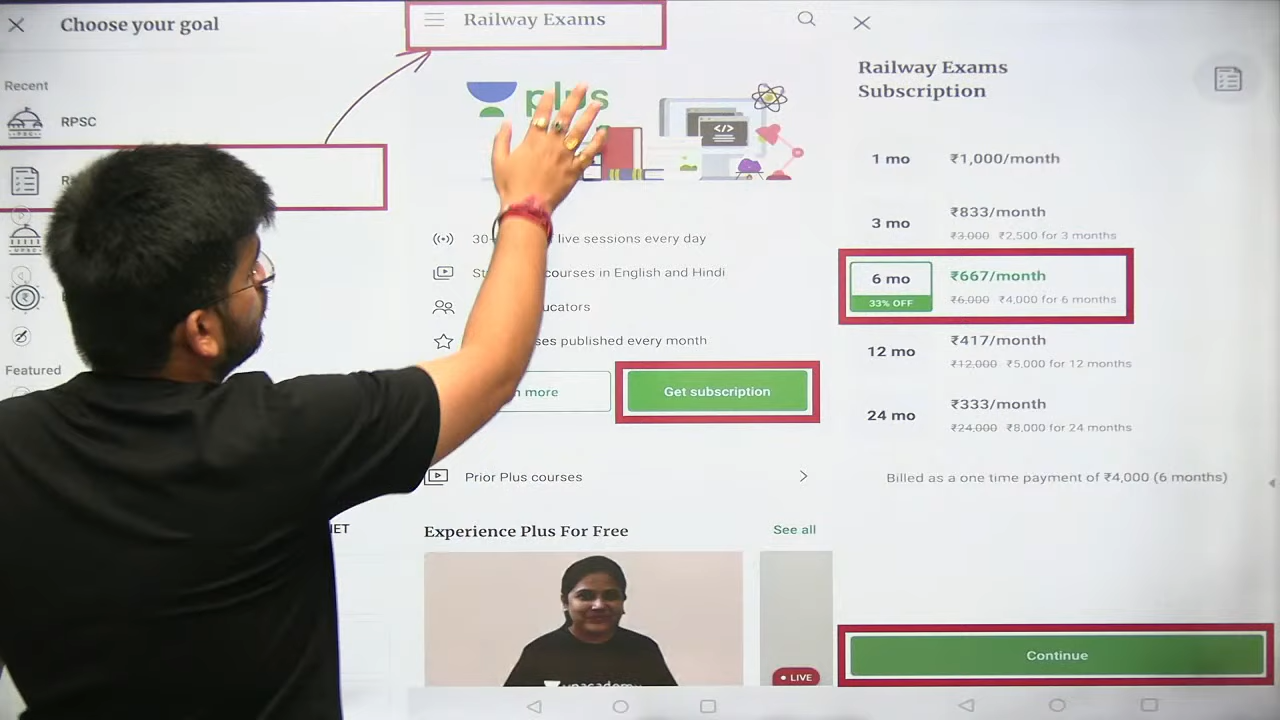 Choose your goal
Recent
RPSC
Featured
Railway Exams
plus
live sessions every day
courses in English and Hindi
published every month
more
Get subscription
Prior Plus courses
Experience Plus For Free
See all
unacademy
LIVE
Railway Exams
Subscription
1 mo ₹1,000/month
3 mo ₹833/month
₹3,000 ₹2,500 for 3 months
6 mo ₹667/month
33% OFF ₹6,000 ₹4,000 for 6 months
12 mo ₹417/month
₹12,000 ₹5,000 for 12 months
24 mo ₹333/month
₹24,000 ₹8,000 for 24 months
Billed as a one time payment of ₹4,000 (6 months)
Continue